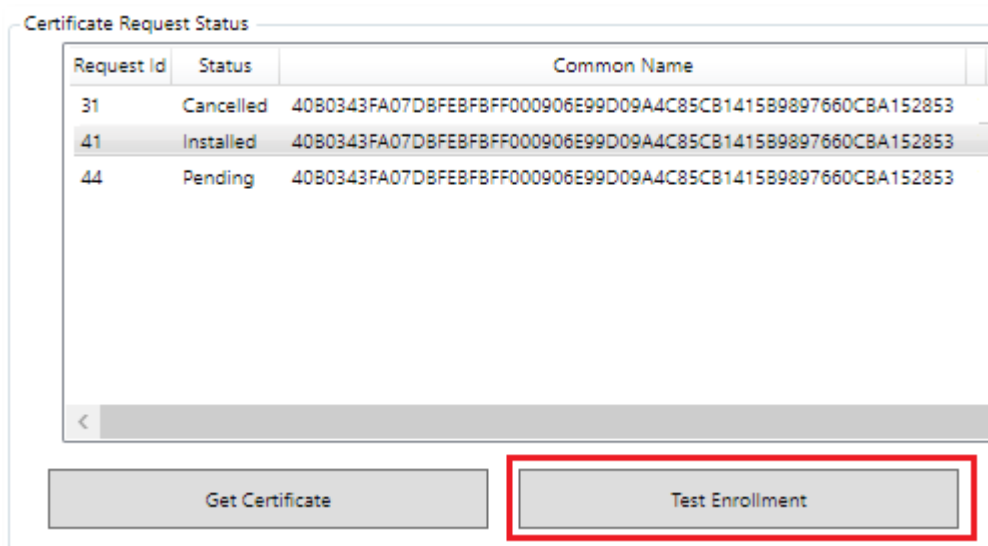 Certificate Request Status
Request Id Status Common Name
31 Cancelled 40B0343FA07DBFEBFBFF000906E99D09A4C85CB1415B9897660CBA152853
41 Installed 40B0343FA07DBFEBFBFF000906E99D09A4C85CB1415B9897660CBA152853
44 Pending 40B0343FA07DBFEBFBFF000906E99D09A4C85CB1415B9897660CBA152853
Get Certificate Test Enrollment